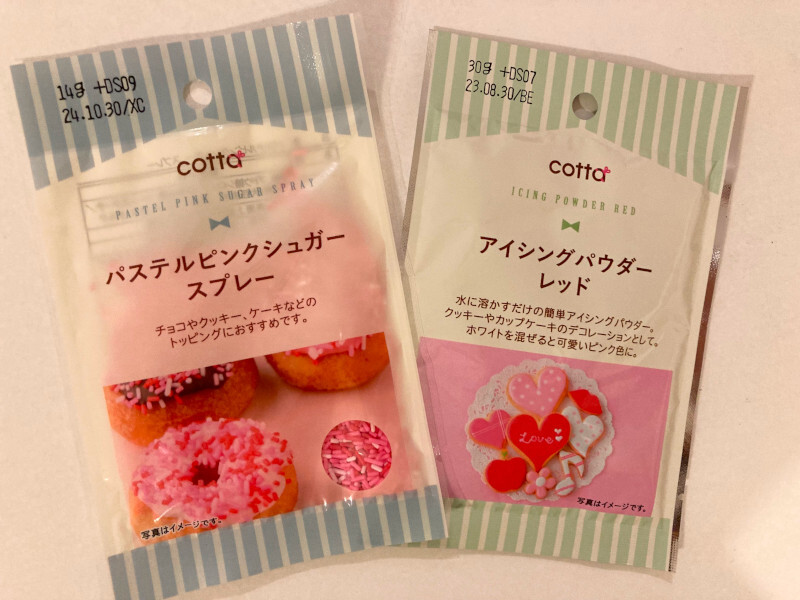 14g +DS09
24.10.30/XC
cotta
PASTEL PINK SUGAR SPRAY
パステルピンクシュガー
スプレー
チョコやクッキー、ケーキなどの
トッピングにおすすめです。
写真はイメージです。
30g +DS07
23.08.30/BE
cotta
ICING POWDER RED
アイシングパウダー
レッド
水に溶かすだけの簡単アイシングパウダー。
クッキーやカップケーキのデコレーションとして。
ホワイトを混ぜると可愛いピンク色に。
Love
写真はイメージです。